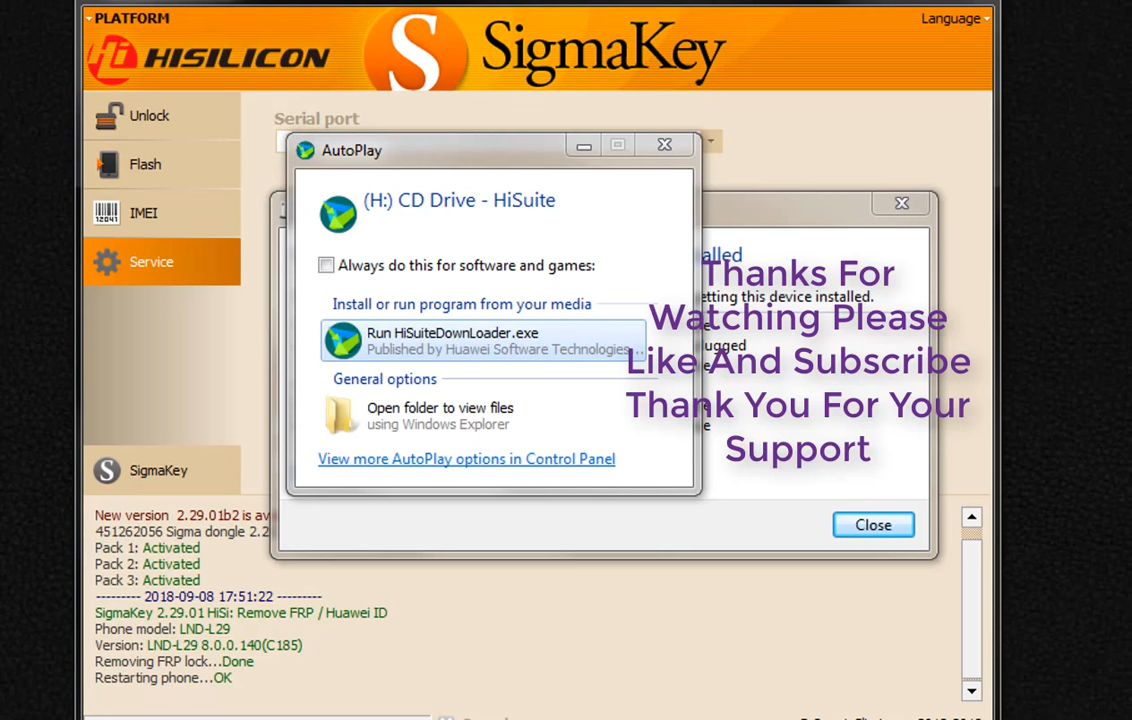 PLATFORM
Language
HISILICON
SigmaKey
Unlock
Flash
IMEI
Service
SigmaKey
Serial port
AutoPlay
(H:) CD Drive - HiSuite
Always do this for software and games:
Install or run program from your media
Run HiSuiteDownLoader.exe
Published by Huawei Software Technologies...
General options
Open folder to view files
using Windows Explorer
View more AutoPlay options in Control Panel
alled
etting this device installed.
ugged
Close
Thanks For
Watching Please
Like And Subscribe
Thank You For Your
Support
New version 2.29.01b2 is av
451262056 Sigma dongle 2.2
Pack 1: Activated
Pack 2: Activated
Pack 3: Activated
--------- 2018-09-08 17:51:22 ---------
SigmaKey 2.29.01 HiSi: Remove FRP / Huawei ID
Phone model: LND-L29
Version: LND-L29 8.0.0.140(C185)
Removing FRP lock...Done
Restarting phone...OK